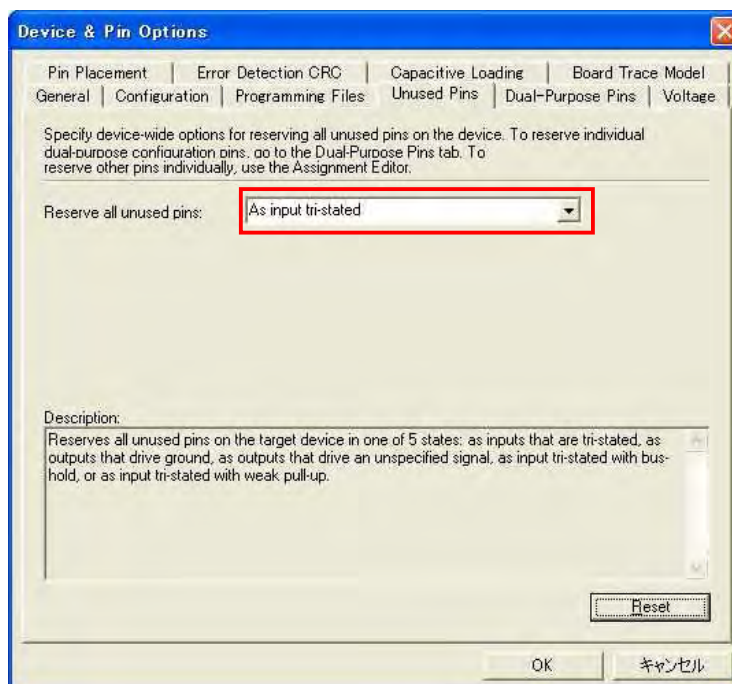 Device & Pin Options
Pin Placement | Error Detection CRC | Capacitive Loading | Board Trace Model
General | Configuration | Programming Files | Unused Pins | Dual-Purpose Pins | Voltage
Specify device-wide options for reserving all unused pins on the device. To reserve individual
dual-purpose configuration pins, go to the Dual-Purpose Pins tab. To
reserve other pins individually, use the Assignment Editor.
Reserve all unused pins: As input tri-stated
Description:
Reserves all unused pins on the target device in one of 5 states: as inputs that are tri-stated, as
outputs that drive ground, as outputs that drive an unspecified signal, as input tri-stated with bus-
hold, or as input tri-stated with weak pull-up.
Reset
OK キャンセル